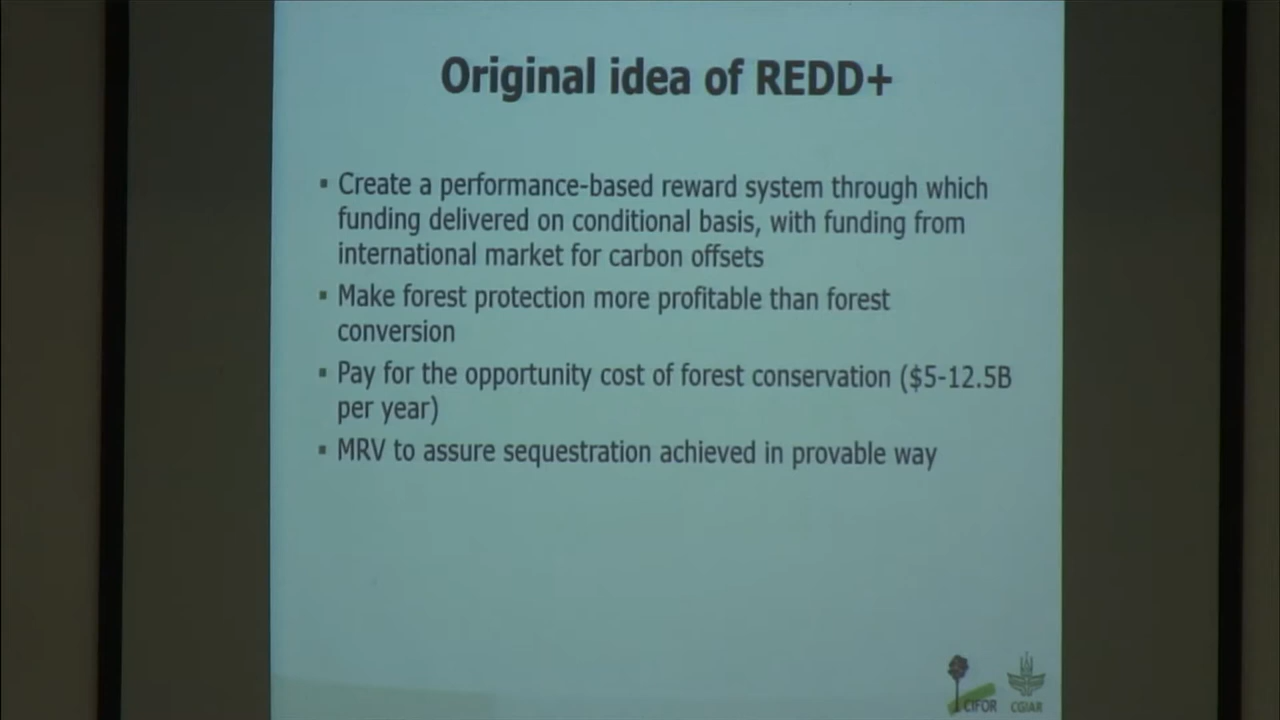 Original idea of REDD+
▪ Create a performance-based reward system through which
funding delivered on conditional basis, with funding from
international market for carbon offsets
▪ Make forest protection more profitable than forest
conversion
▪ Pay for the opportunity cost of forest conservation ($5-12.5B
per year)
▪ MRV to assure sequestration achieved in provable way
CIFOR
CGIAR